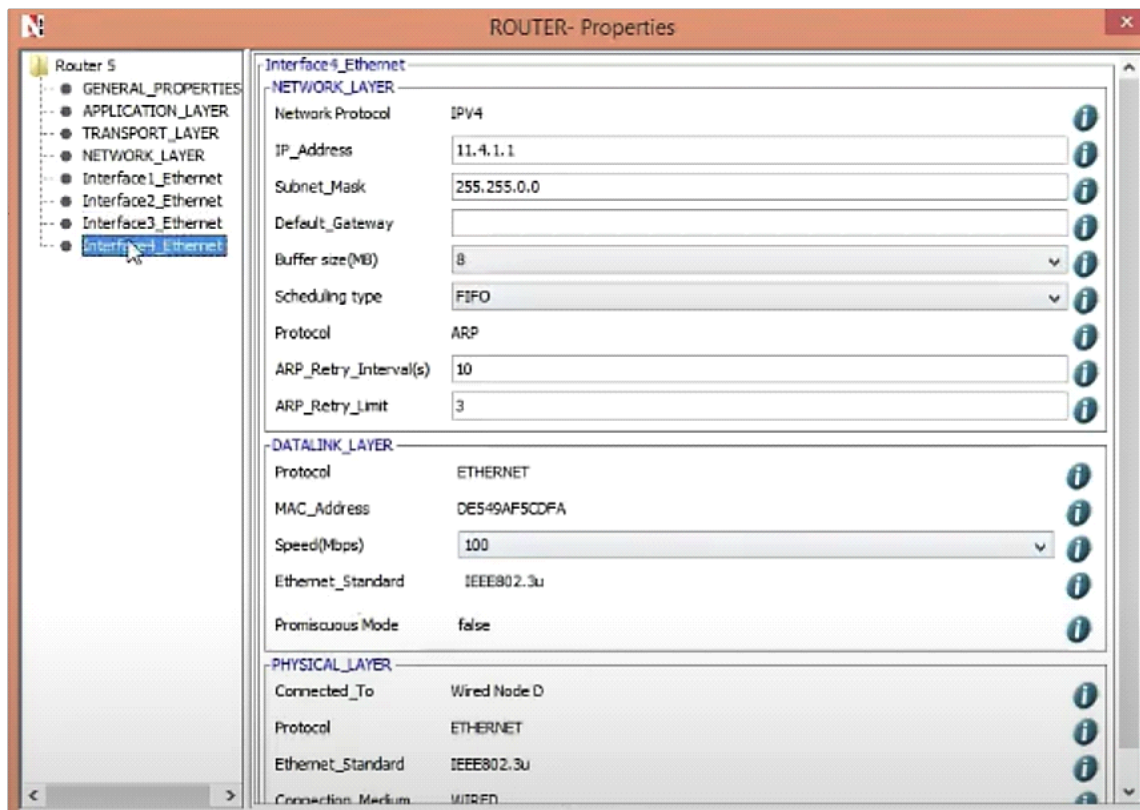 ROUTER- Properties
Router 5
GENERAL_PROPERTIES
APPLICATION_LAYER
TRANSPORT_LAYER
NETWORK_LAYER
Interface1_Ethernet
Interface2_Ethernet
Interface3_Ethernet
Interface4_Ethernet
Interface4_Ethernet
NETWORK_LAYER
Network Protocol IPV4
IP_Address 11.4.1.1
Subnet_Mask 255.255.0.0
Default_Gateway
Buffer size(MB) 8
Scheduling type FIFO
Protocol ARP
ARP_Retry_Interval(s) 10
ARP_Retry_Limit 3
DATALINK_LAYER
Protocol ETHERNET
MAC_Address DE549AF5CDFA
Speed(Mbps) 100
Ethernet_Standard IEEE802.3u
Promiscuous Mode false
PHYSICAL_LAYER
Connected_To Wired Node D
Protocol ETHERNET
Ethernet_Standard IEEE802.3u
Connection_Medium WIRED